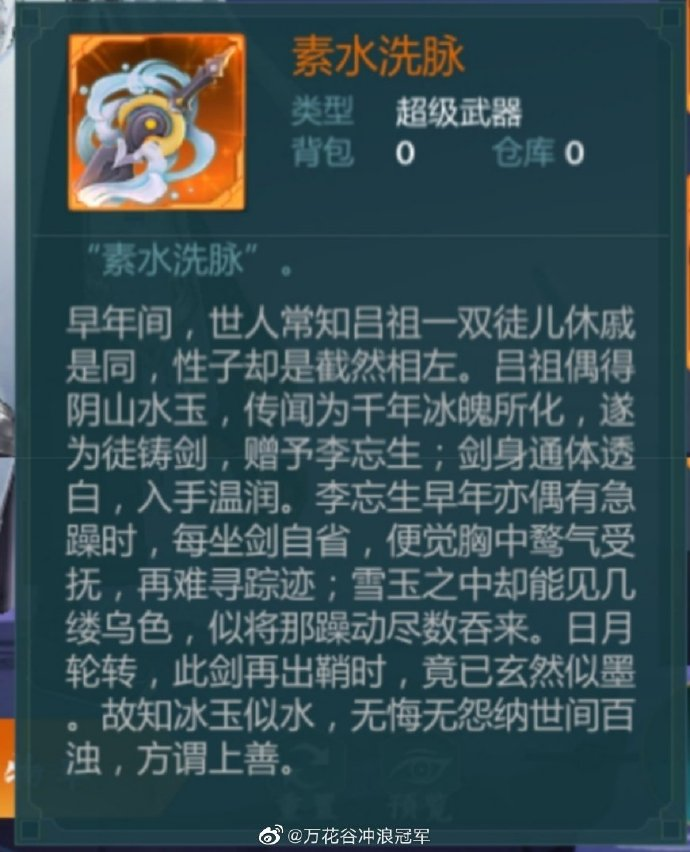 素水洗脉
类型 超级武器
背包 0 仓库 0
“素水洗脉”。
早年间，世人常知吕祖一双徒儿休戚
是同，性子却是截然相左。吕祖偶得
阴山水玉，传闻为千年冰魄所化，遂
为徒铸剑，赠予李忘生；剑身通体透
白，入手温润。李忘生早年亦偶有急
躁时，每坐剑自省，便觉胸中鹜气受
抚，再难寻踪迹；雪玉之中却能见几
缕乌色，似将那躁动尽数吞来。日月
轮转，此剑再出鞘时，竟已玄然似墨
。故知冰玉似水，无悔无怨纳世间百
浊，方谓上善。
预览
@万花谷冲浪冠军